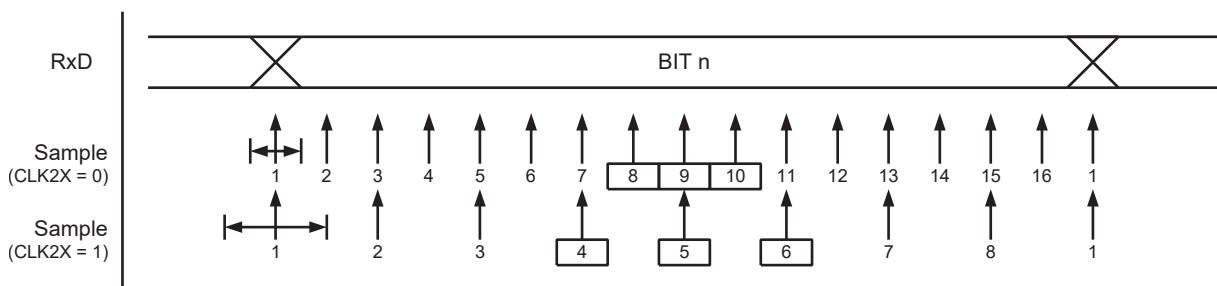 RxD
BIT n
Sample
(CLK2X = 0)
1 2 3 4 5 6 7 8 9 10 11 12 13 14 15 16 1
Sample
(CLK2X = 1)
1 2 3 4 5 6 7 8 1